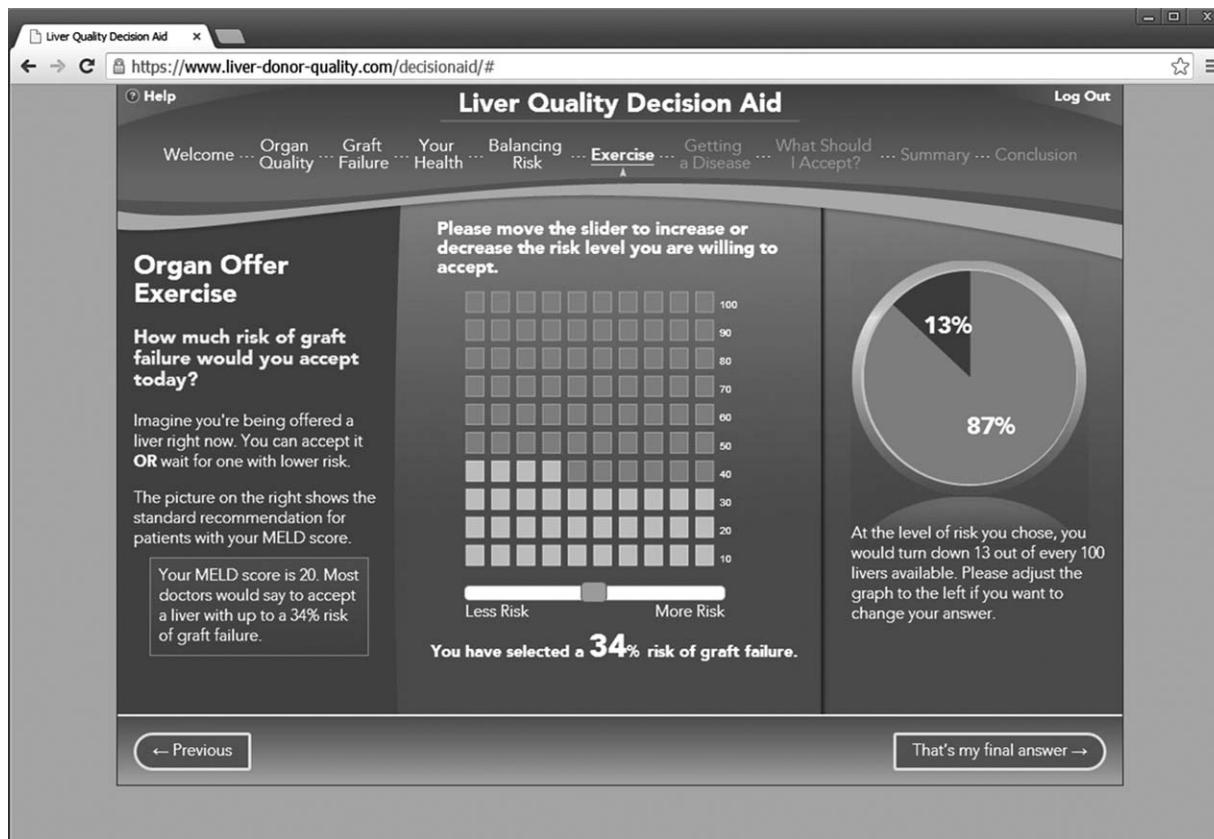 Liver Quality Decision Aid
https://www.liver-donor-quality.com/decisionaid/#
? Help
Liver Quality Decision Aid
Log Out
Welcome ... Organ Quality ... Graft Failure ... Your Health ... Balancing Risk ... Exercise ... Getting a Disease ... What Should I Accept? ... Summary ... Conclusion
Organ Offer
Exercise
How much risk of graft
failure would you accept
today?
Imagine you're being offered a
liver right now. You can accept it
OR wait for one with lower risk.
The picture on the right shows the
standard recommendation for
patients with your MELD score.
Your MELD score is 20. Most
doctors would say to accept
a liver with up to a 34% risk
of graft failure.
Please move the slider to increase or
decrease the risk level you are willing to
accept.
100
90
80
70
60
50
40
30
20
10
Less Risk More Risk
You have selected a 34% risk of graft failure.
13%
87%
At the level of risk you chose, you
would turn down 13 out of every 100
livers available. Please adjust the
graph to the left if you want to
change your answer.
← Previous
That's my final answer →